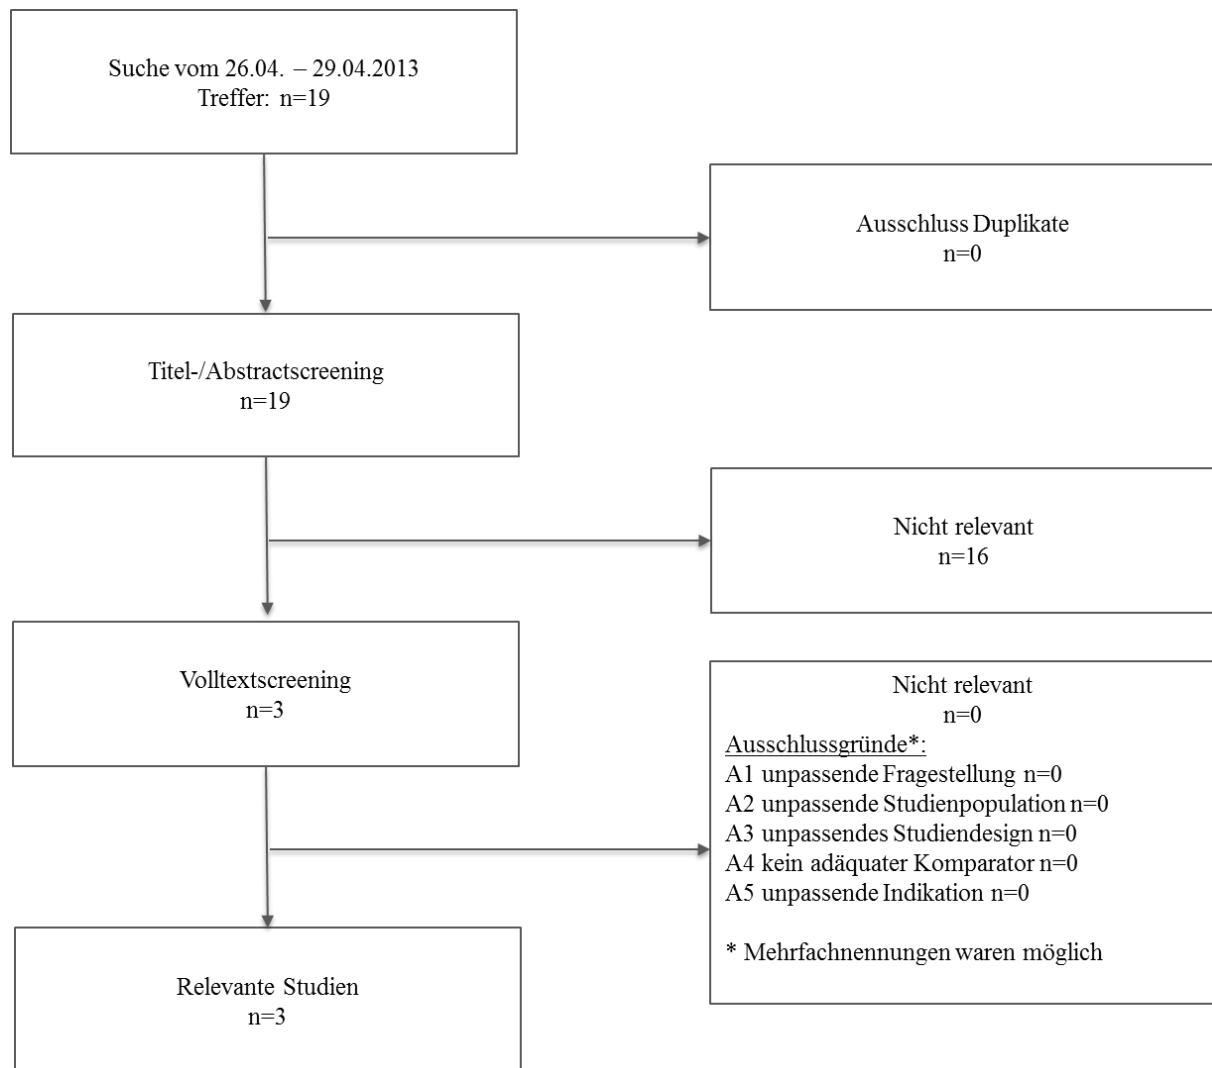 Suche vom 26.04. – 29.04.2013
Treffer: n=19
Ausschluss Duplikate
n=0
Titel-/Abstractscreening
n=19
Nicht relevant
n=16
Volltextscreening
n=3
Nicht relevant
n=0
Ausschlussgründe*:
A1 unpassende Fragestellung n=0
A2 unpassende Studienpopulation n=0
A3 unpassendes Studiendesign n=0
A4 kein adäquater Komparator n=0
A5 unpassende Indikation n=0
* Mehrfachnennungen waren möglich
Relevante Studien
n=3